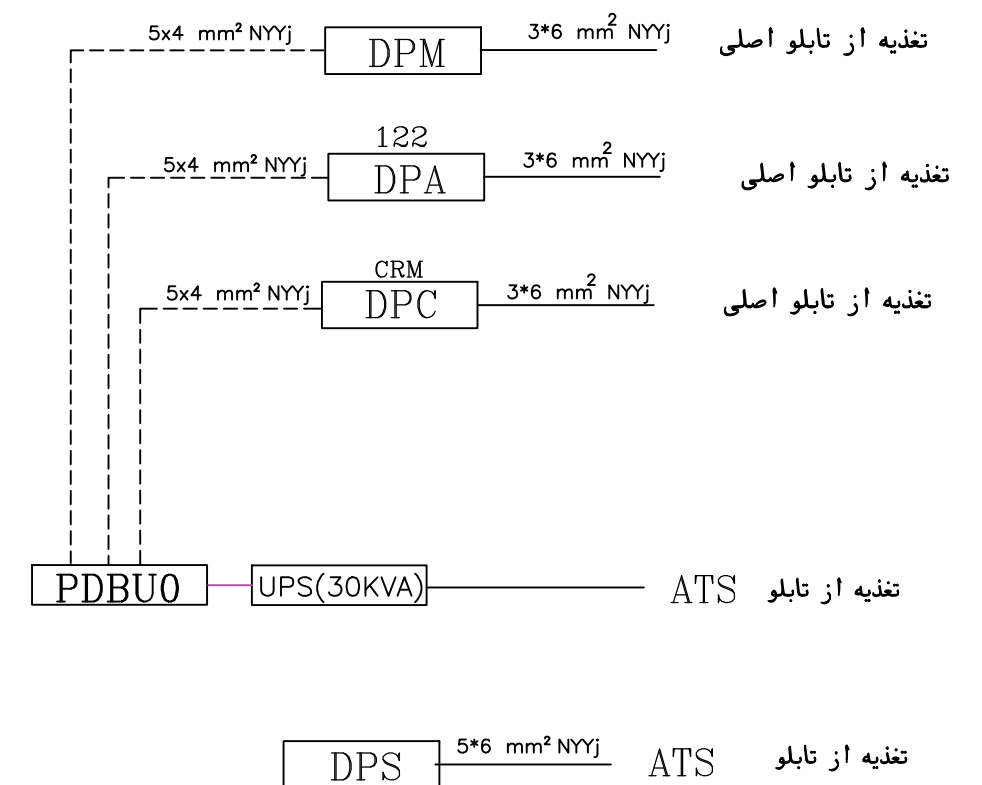 5x4 mm² NYYj
DPM
3*6 mm² NYYj
تغذیه از تابلو اصلی
122
5x4 mm² NYYj
DPA
3*6 mm² NYYj
تغذیه از تابلو اصلی
CRM
5x4 mm² NYYj
DPC
3*6 mm² NYYj
تغذیه از تابلو اصلی
PDBU0
UPS(30KVA)
تغذیه از تابلو ATS
DPS
5*6 mm² NYYj
تغذیه از تابلو ATS